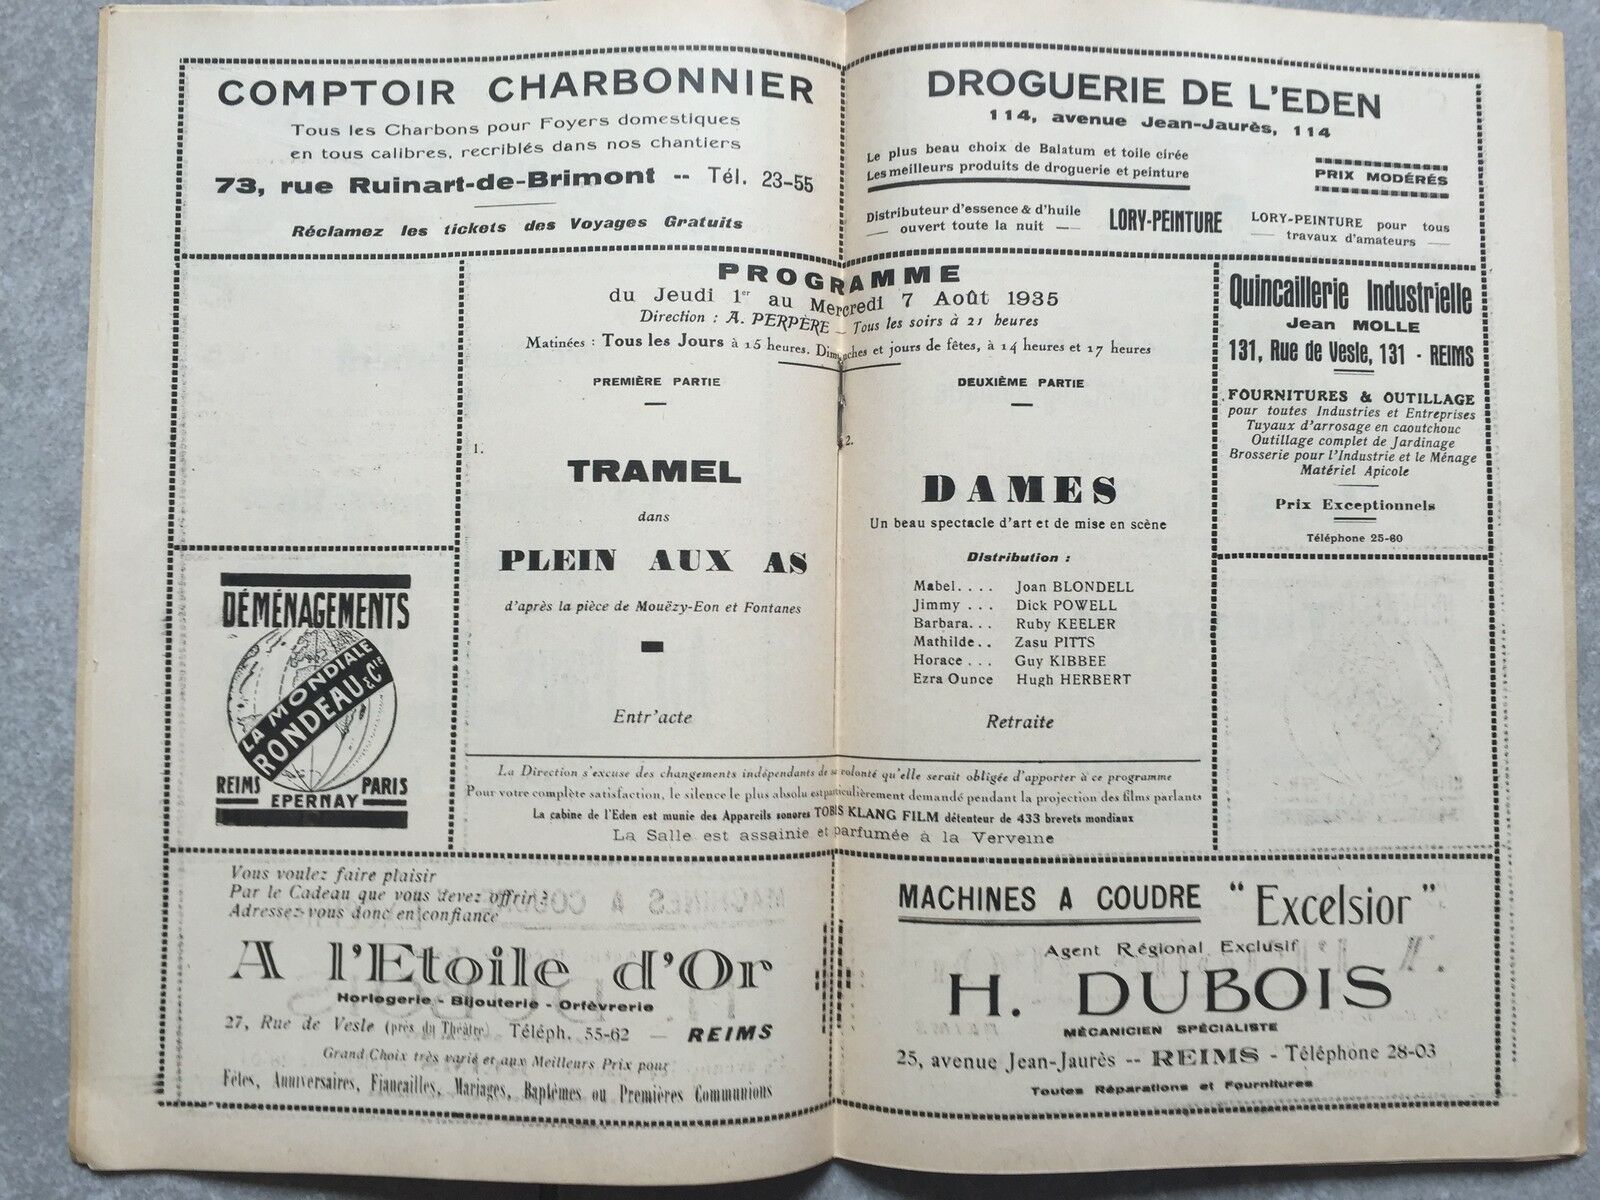 COMPTOIR CHARBONNIER
Tous les Charbons pour Foyers domestiques
en tous calibres, recriblés dans nos chantiers
73, rue Ruinart-de-Brimont -- Tél. 23-55
Réclamez les tickets des Voyages Gratuits
DROGUERIE DE L'EDEN
114, avenue Jean-Jaurès, 114
Le plus beau choix de Balatum et toile cirée
Les meilleurs produits de droguerie et peinture
PRIX MODÉRÉS
Distributeur d'essence & d'huile
ouvert toute la nuit
LORY-PEINTURE
LORY-PEINTURE pour tous
travaux d'amateurs
PROGRAMME
du Jeudi 1er au Mercredi 7 Août 1935
Direction : A. PERPÈRE - Tous les soirs à 21 heures
Matinées : Tous les Jours à 15 heures. Dimanches et jours de fêtes, à 14 heures et 17 heures
PREMIÈRE PARTIE
1.
TRAMEL
dans
PLEIN AUX AS
d'après la pièce de Mouëzy-Eon et Fontanes
Entr'acte
DEUXIÈME PARTIE
2.
DAMES
Un beau spectacle d'art et de mise en scène
Distribution :
Mabel.... Joan BLONDELL
Jimmy ... Dick POWELL
Barbara... Ruby KEELER
Mathilde.. Zasu PITTS
Horace ... Guy KIBBEE
Ezra Ounce Hugh HERBERT
Retraite
La Direction s'excuse des changements indépendants de sa volonté qu'elle serait obligée d'apporter à ce programme
Pour votre complète satisfaction, le silence le plus absolu est particulièrement demandé pendant la projection des films parlants
La cabine de l'Eden est munie des Appareils sonores TOBIS KLANG FILM détenteur de 433 brevets mondiaux
La Salle est assainie et parfumée à la Verveine
Quincaillerie Industrielle
Jean MOLLE
131, Rue de Vesle, 131 - REIMS
FOURNITURES & OUTILLAGE
pour toutes Industries et Entreprises
Tuyaux d'arrosage en caoutchouc
Outillage complet de Jardinage
Brosserie pour l'Industrie et le Ménage
Matériel Apicole
Prix Exceptionnels
Téléphone 25-60
DÉMÉNAGEMENTS
LA MONDIALE
RONDEAU & Cie
REIMS PARIS
EPERNAY
Vous voulez faire plaisir
Par le Cadeau que vous devez offrir ?
Adressez-vous donc en confiance
A l'Etoile d'Or
Horlogerie - Bijouterie - Orfèvrerie
27, Rue de Vesle (près du Théâtre) Téléph. 55-62 — REIMS
Grand Choix très varié et aux Meilleurs Prix pour
Fêtes, Anniversaires, Fiançailles, Mariages, Baptêmes ou Premières Communions
MACHINES A COUDRE "Excelsior"
Agent Régional Exclusif
H. DUBOIS
MÉCANICIEN SPÉCIALISTE
25, avenue Jean-Jaurès -- REIMS - Téléphone 28-03
Toutes Réparations et Fournitures